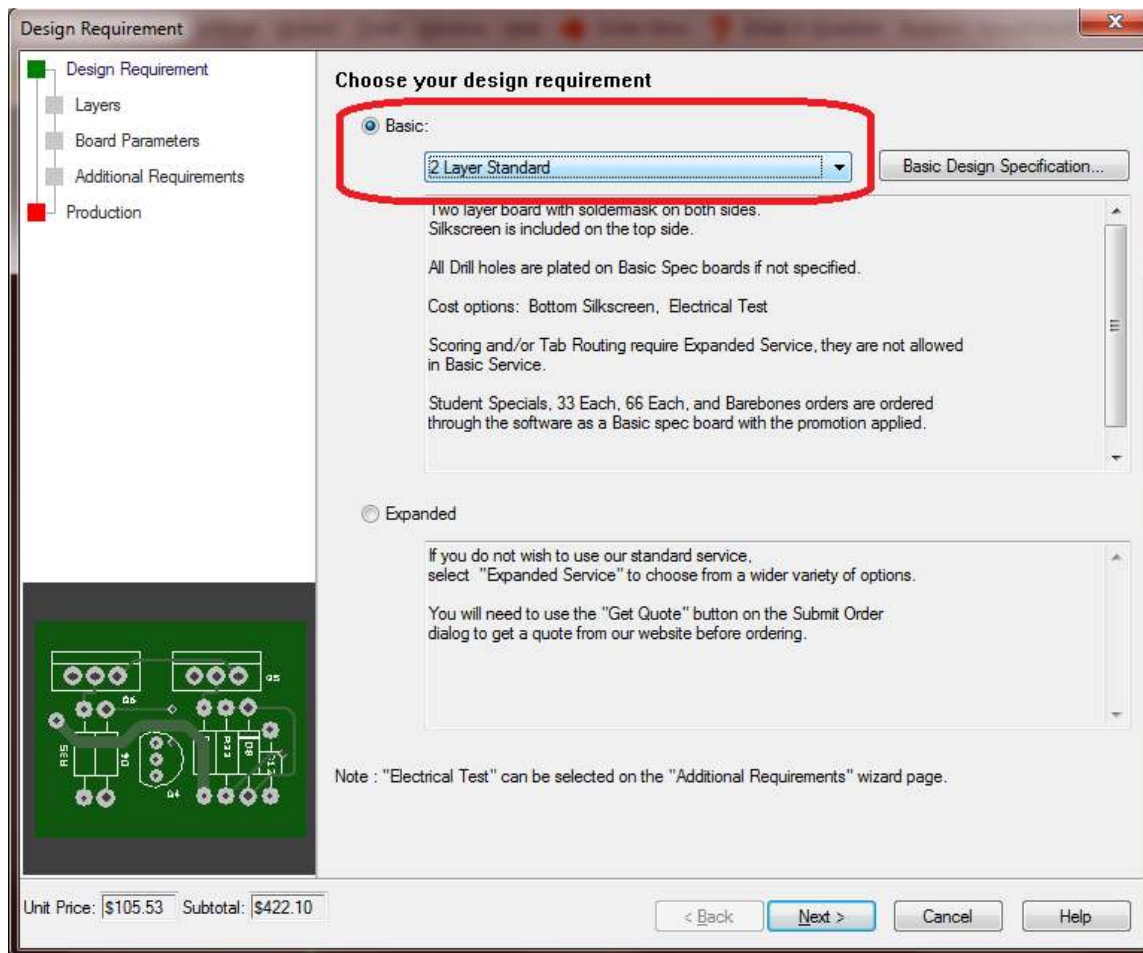 Design Requirement
Design Requirement
Layers
Board Parameters
Additional Requirements
Production
Choose your design requirement
Basic:
2 Layer Standard
Basic Design Specification...
Two layer board with soldermask on both sides.
Silkscreen is included on the top side.
All Drill holes are plated on Basic Spec boards if not specified.
Cost options: Bottom Silkscreen, Electrical Test
Scoring and/or Tab Routing require Expanded Service, they are not allowed
in Basic Service.
Student Specials, 33 Each, 66 Each, and Barebones orders are ordered
through the software as a Basic spec board with the promotion applied.
Expanded
If you do not wish to use our standard service,
select "Expanded Service" to choose from a wider variety of options.
You will need to use the "Get Quote" button on the Submit Order
dialog to get a quote from our website before ordering.
Note : "Electrical Test" can be selected on the "Additional Requirements" wizard page.
Q5
Q6
R35
R33
D8
Q4
Unit Price: $105.53 Subtotal: $422.10
< Back
Next >
Cancel
Help